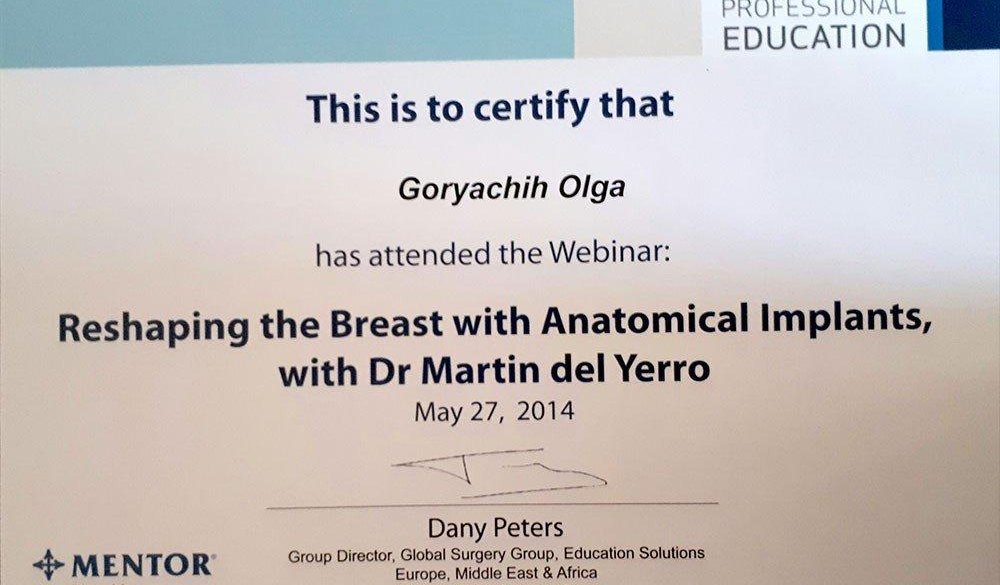 PROFESSIONAL
EDUCATION
This is to certify that
Goryachih Olga
has attended the Webinar:
Reshaping the Breast with Anatomical Implants,
with Dr Martin del Yerro
May 27, 2014
Dany Peters
Group Director, Global Surgery Group, Education Solutions
Europe, Middle East & Africa
MENTOR®